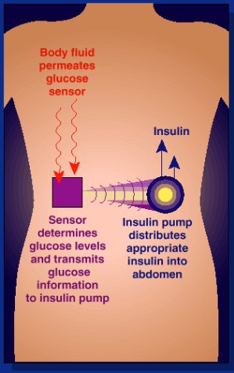 Body fluid
permeates
glucose
sensor
Insulin
Sensor
determines
glucose levels
and transmits
glucose
information
to insulin pump
Insulin pump
distributes
appropriate
insulin into
abdomen